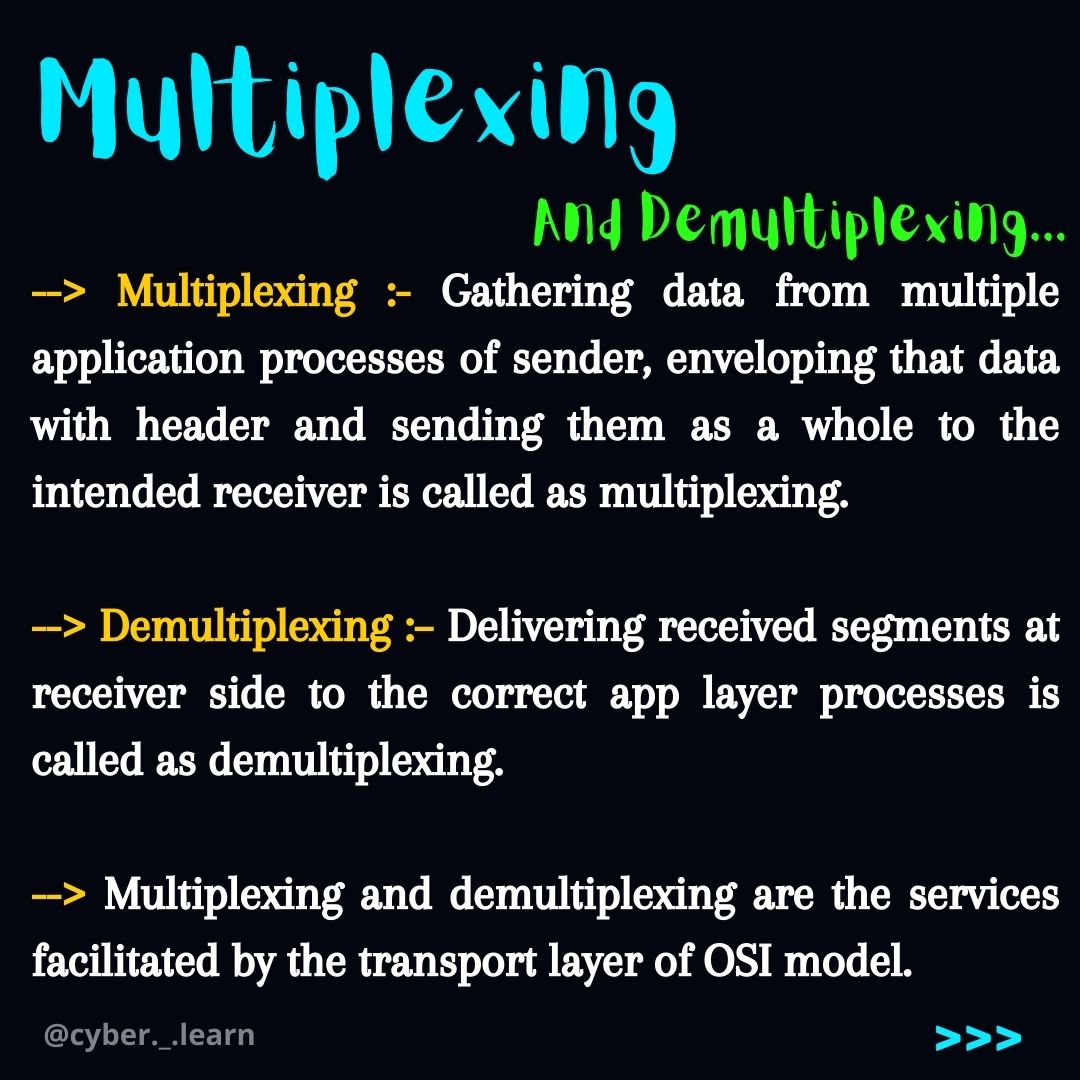 Multiplexing
And Demultiplexing...
--> Multiplexing :- Gathering data from multiple
application processes of sender, enveloping that data
with header and sending them as a whole to the
intended receiver is called as multiplexing.
--> Demultiplexing :- Delivering received segments at
receiver side to the correct app layer processes is
called as demultiplexing.
--> Multiplexing and demultiplexing are the services
facilitated by the transport layer of OSI model.
@cyber._.learn
>>>